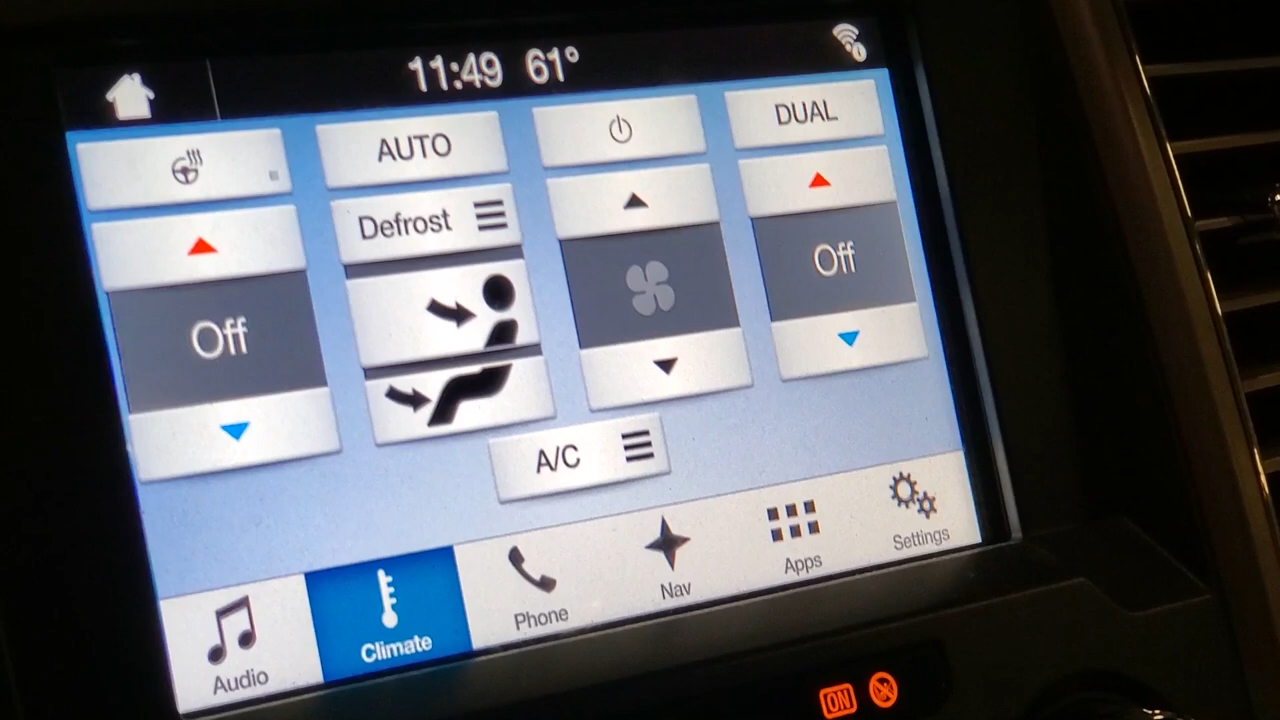 11:49 61°
AUTO
DUAL
Defrost
Off
Off
A/C
Audio
Climate
Phone
Nav
Apps
Settings
ON